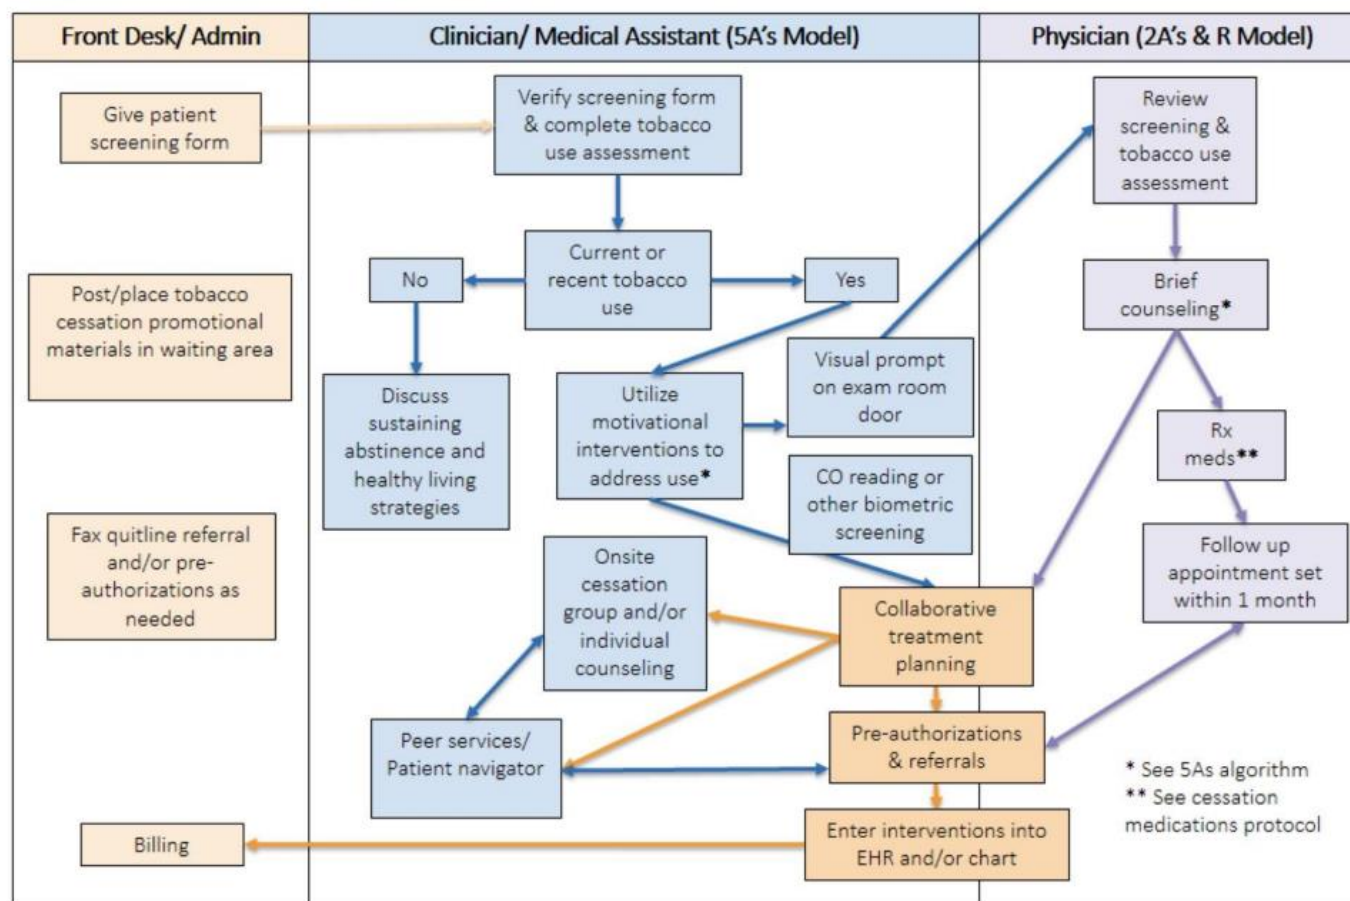 Front Desk/ Admin
Clinician/ Medical Assistant (5A's Model)
Physician (2A's & R Model)
Give patient
screening form
Post/place tobacco
cessation promotional
materials in waiting area
Fax quitline referral
and/or pre-
authorizations as
needed
Billing
Verify screening form
& complete tobacco
use assessment
Current or
recent tobacco
use
No
Yes
Discuss
sustaining
abstinence and
healthy living
strategies
Utilize
motivational
interventions to
address use*
Visual prompt
on exam room
door
CO reading or
other biometric
screening
Onsite
cessation
group and/or
individual
counseling
Peer services/
Patient navigator
Collaborative
treatment
planning
Pre-authorizations
& referrals
Enter interventions into
EHR and/or chart
Review
screening &
tobacco use
assessment
Brief
counseling*
Rx
meds**
Follow up
appointment set
within 1 month
* See 5As algorithm
** See cessation
medications protocol